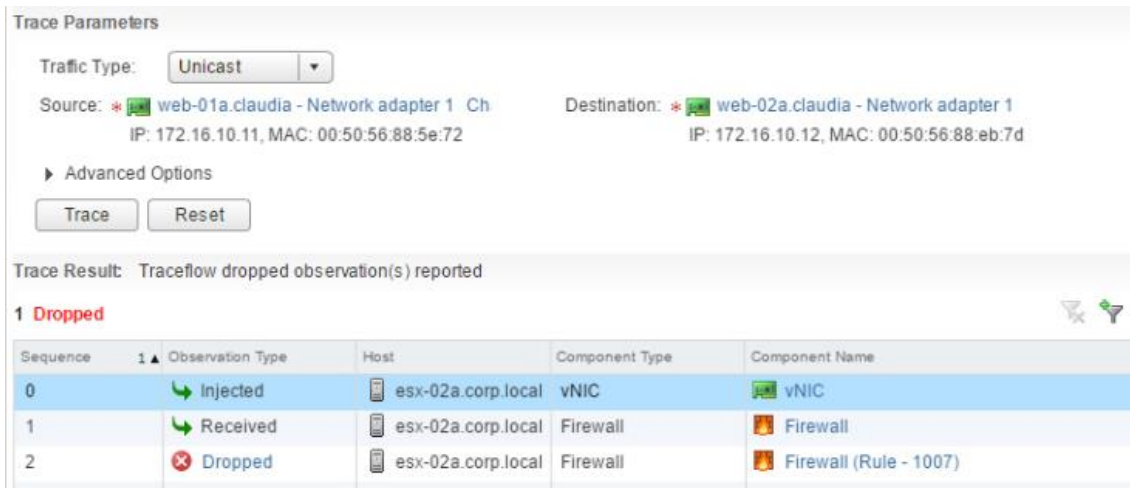 Trace Parameters
Traffic Type: Unicast
Source: * web-01a.claudia - Network adapter 1 Ch Destination: * web-02a.claudia - Network adapter 1
IP: 172.16.10.11, MAC: 00:50:56:88:5e:72 IP: 172.16.10.12, MAC: 00:50:56:88:eb:7d
Advanced Options
Trace Reset
Trace Result: Traceflow dropped observation(s) reported
1 Dropped
Sequence 1 Observation Type Host Component Type Component Name
0 Injected esx-02a.corp.local vNIC vNIC
1 Received esx-02a.corp.local Firewall Firewall
2 Dropped esx-02a.corp.local Firewall Firewall (Rule - 1007)